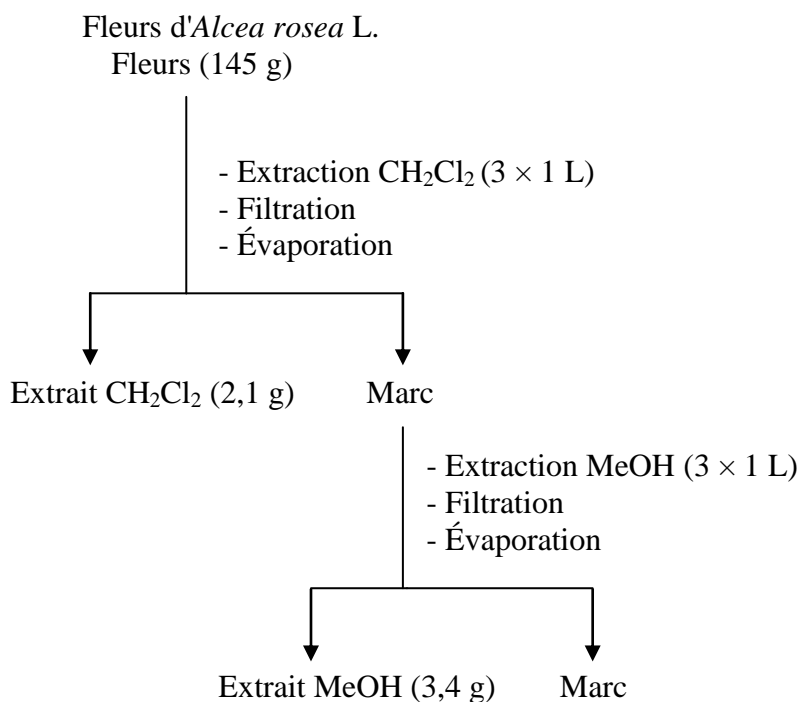 Fleurs d'Alcea rosea L.
Fleurs (145 g)
- Extraction CH₂Cl₂ (3 × 1 L)
- Filtration
- Évaporation
Extrait CH₂Cl₂ (2,1 g) Marc
- Extraction MeOH (3 × 1 L)
- Filtration
- Évaporation
Extrait MeOH (3,4 g) Marc